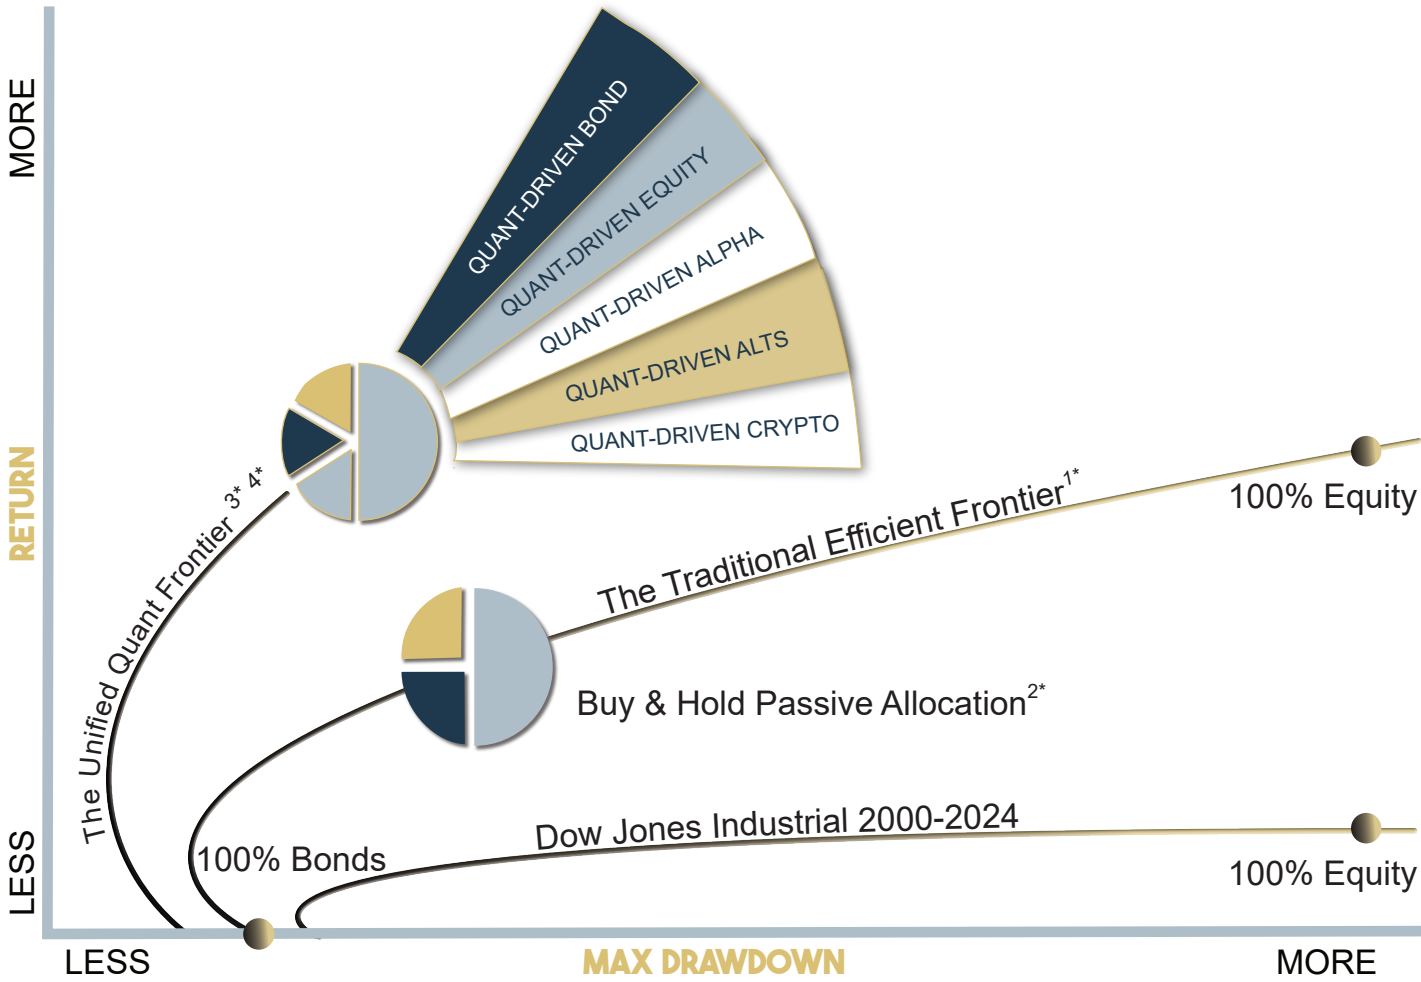 MORE
RETURN
LESS
QUANT-DRIVEN BOND
QUANT-DRIVEN EQUITY
QUANT-DRIVEN ALPHA
QUANT-DRIVEN ALTS
QUANT-DRIVEN CRYPTO
The Unified Quant Frontier 3* 4*
The Traditional Efficient Frontier1*
100% Equity
Buy & Hold Passive Allocation2*
Dow Jones Industrial 2000-2024
100% Bonds
100% Equity
LESS
MAX DRAWDOWN
MORE